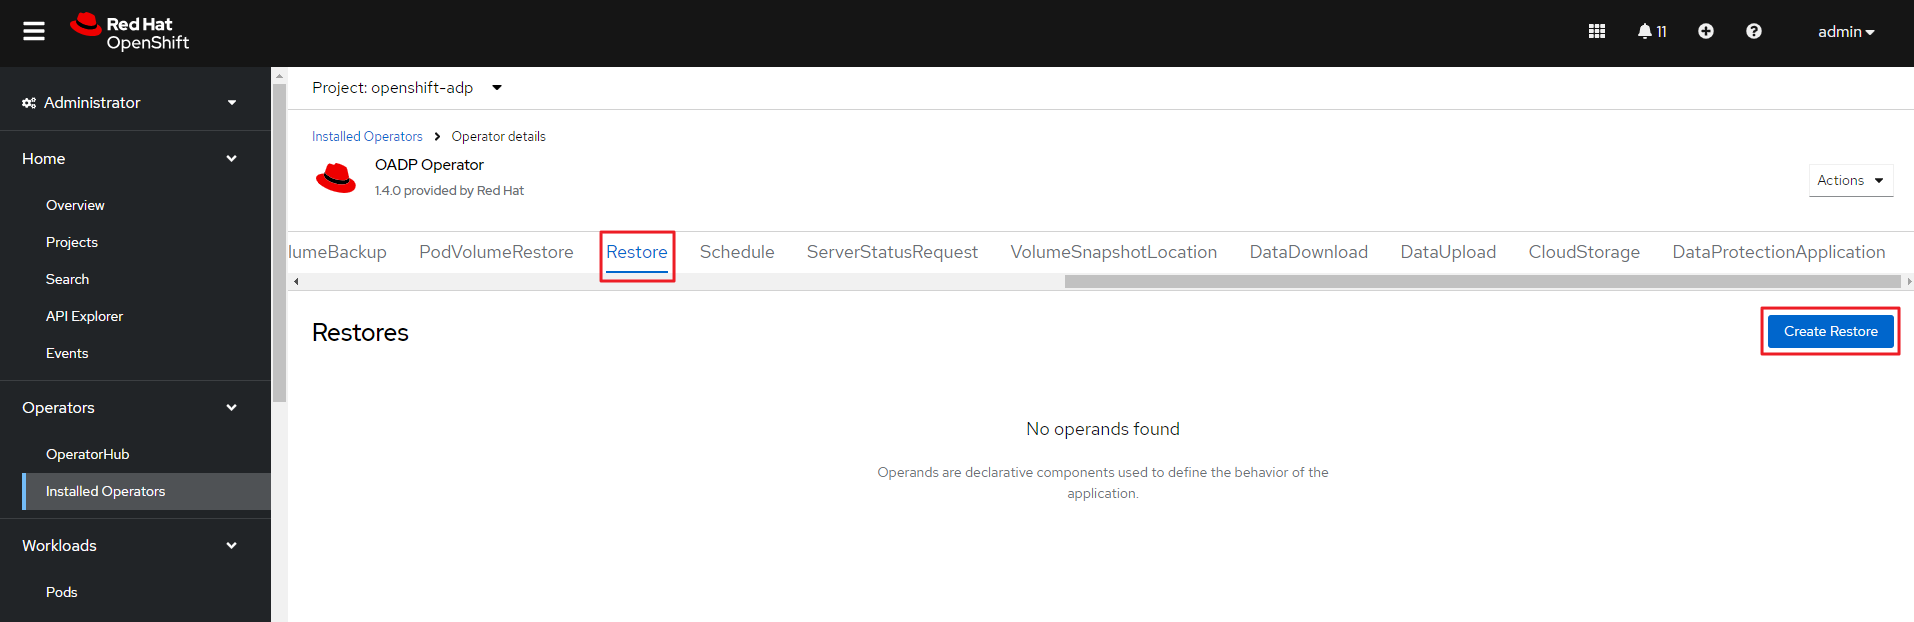 Red Hat
OpenShift
11
admin
Administrator
Home
Overview
Projects
Search
API Explorer
Events
Operators
OperatorHub
Installed Operators
Workloads
Pods
Project: openshift-adp
Installed Operators Operator details
OADP Operator
1.4.0 provided by Red Hat
Actions
lumeBackup PodVolumeRestore Restore Schedule ServerStatusRequest VolumeSnapshotLocation DataDownload DataUpload CloudStorage DataProtectionApplication
Restores
Create Restore
No operands found
Operands are declarative components used to define the behavior of the
application.